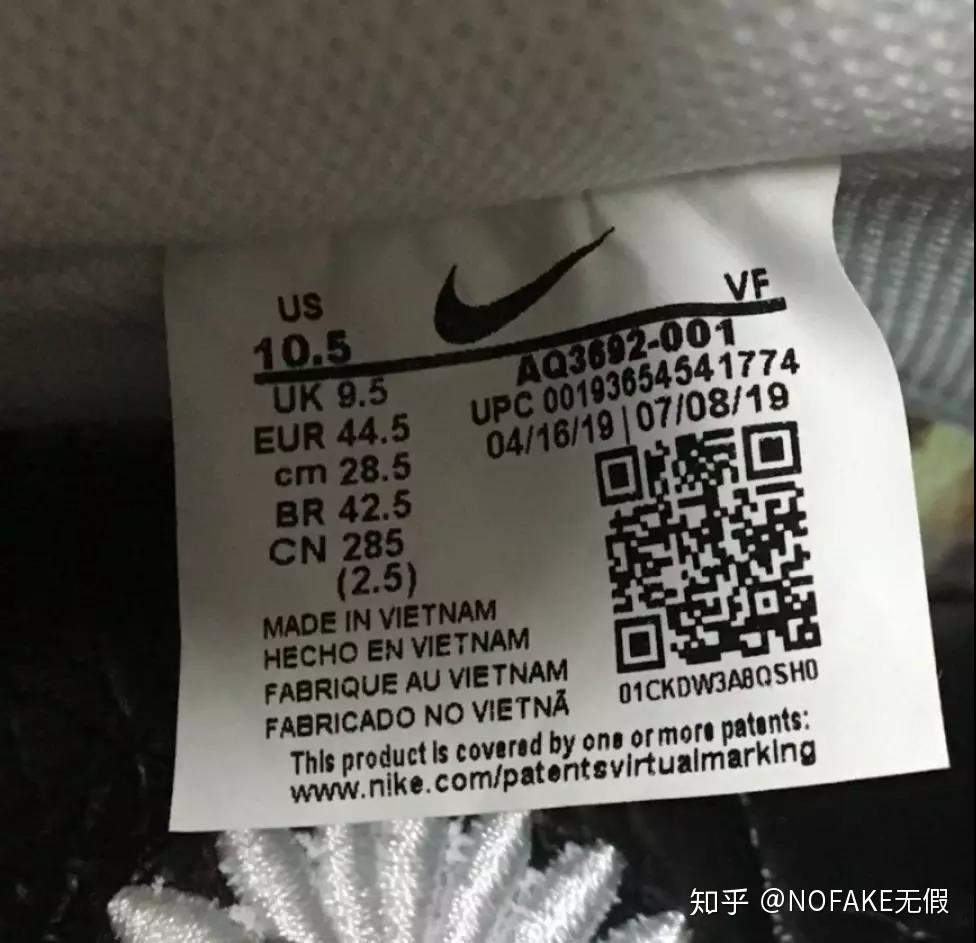 US
10.5
UK 9.5
EUR 44.5
cm 28.5
BR 42.5
CN 285
(2.5)
VF
AQ3692-001
UPC 00193654541774
04/16/19 | 07/08/19
01CKDW3A8QSH0
MADE IN VIETNAM
HECHO EN VIETNAM
FABRIQUE AU VIETNAM
FABRICADO NO VIETNÃ
This product is covered by one or more patents:
www.nike.com/patentsvirtualmarking
知乎 @NOFAKE无假